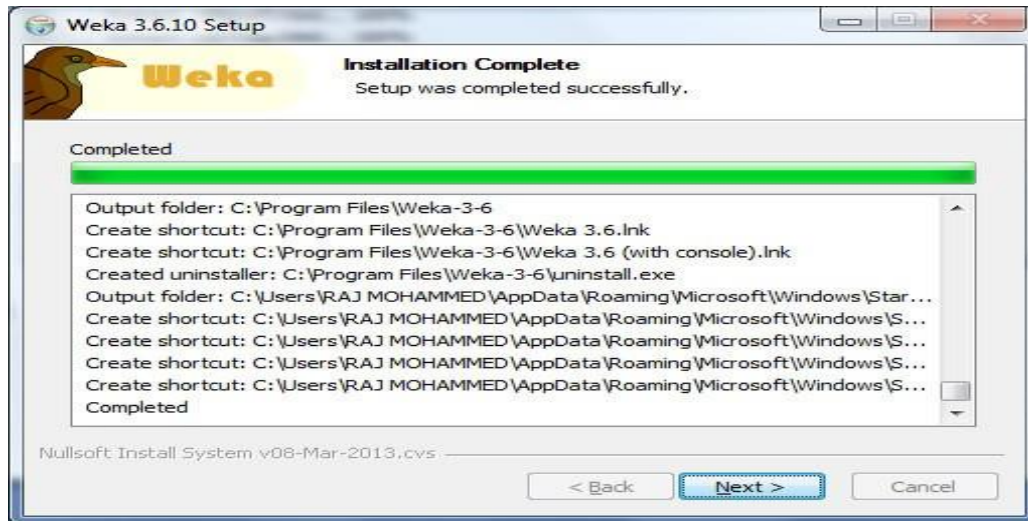 Weka 3.6.10 Setup
Weka
Installation Complete
Setup was completed successfully.
Completed
Output folder: C:\Program Files\Weka-3-6
Create shortcut: C:\Program Files\Weka-3-6\Weka 3.6.lnk
Create shortcut: C:\Program Files\Weka-3-6\Weka 3.6 (with console).lnk
Created uninstaller: C:\Program Files\Weka-3-6\uninstall.exe
Output folder: C:\Users\RAJ MOHAMMED\AppData\Roaming\Microsoft\Windows\Star...
Create shortcut: C:\Users\RAJ MOHAMMED\AppData\Roaming\Microsoft\Windows\S...
Create shortcut: C:\Users\RAJ MOHAMMED\AppData\Roaming\Microsoft\Windows\S...
Create shortcut: C:\Users\RAJ MOHAMMED\AppData\Roaming\Microsoft\Windows\S...
Create shortcut: C:\Users\RAJ MOHAMMED\AppData\Roaming\Microsoft\Windows\S...
Completed
Nullsoft Install System v08-Mar-2013.cvs
< Back Next > Cancel